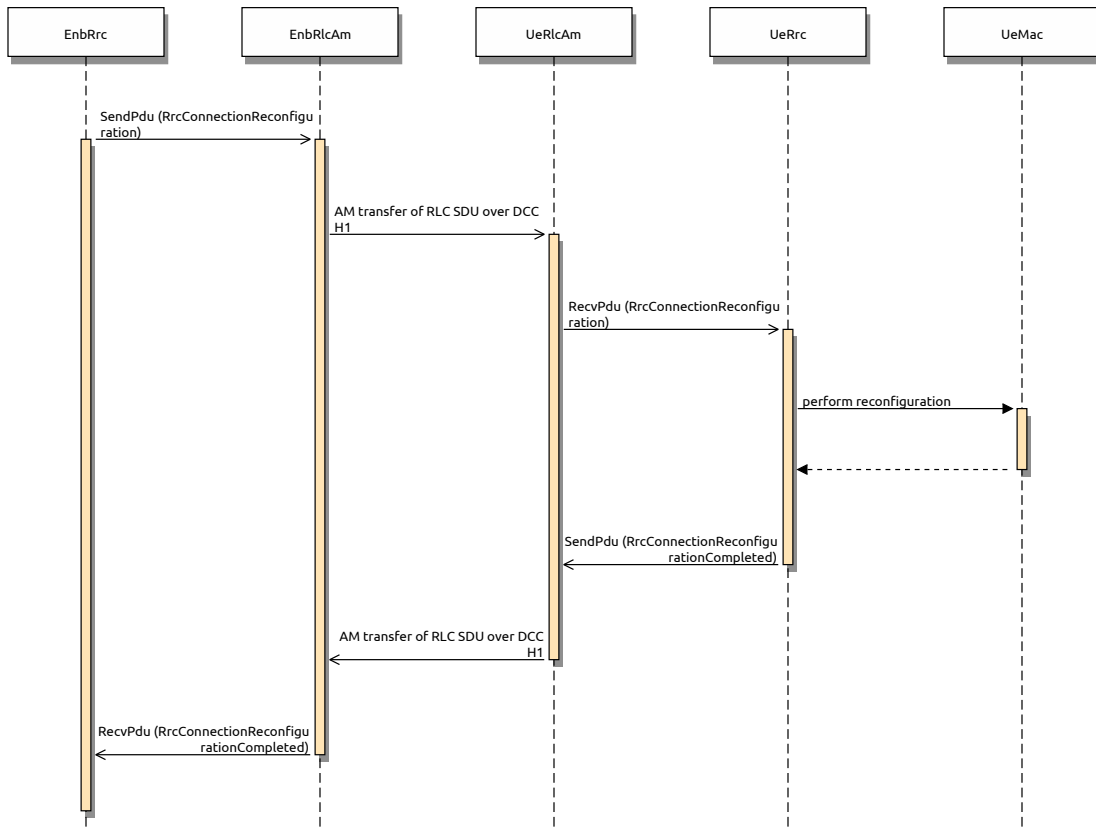 EnbRrc
EnbRlcAm
UeRlcAm
UeRrc
UeMac
SendPdu (RrcConnectionReconfigu
ration)
AM transfer of RLC SDU over DCC
H1
RecvPdu (RrcConnectionReconfigu
ration)
perform reconfiguration
SendPdu (RrcConnectionReconfigu
rationCompleted)
AM transfer of RLC SDU over DCC
H1
RecvPdu (RrcConnectionReconfigu
rationCompleted)